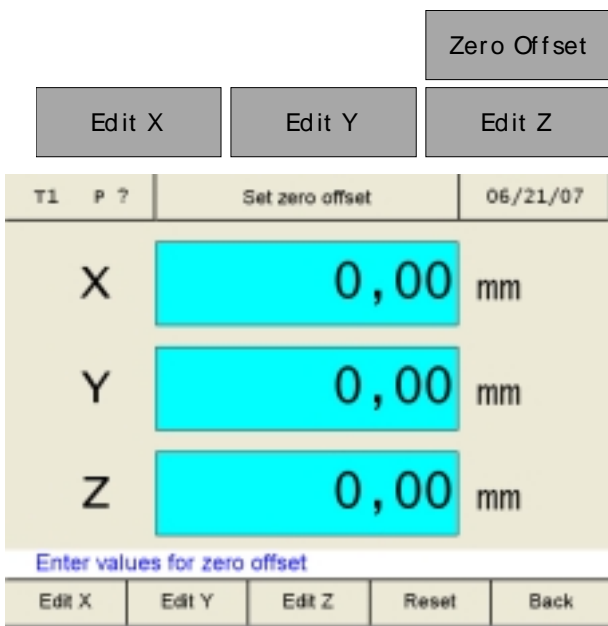 Zero Offset
Edit X Edit Y Edit Z
T1 P ? Set zero offset 06/21/07
X 0,00 mm
Y 0,00 mm
Z 0,00 mm
Enter values for zero offset
Edit X Edit Y Edit Z Reset Back